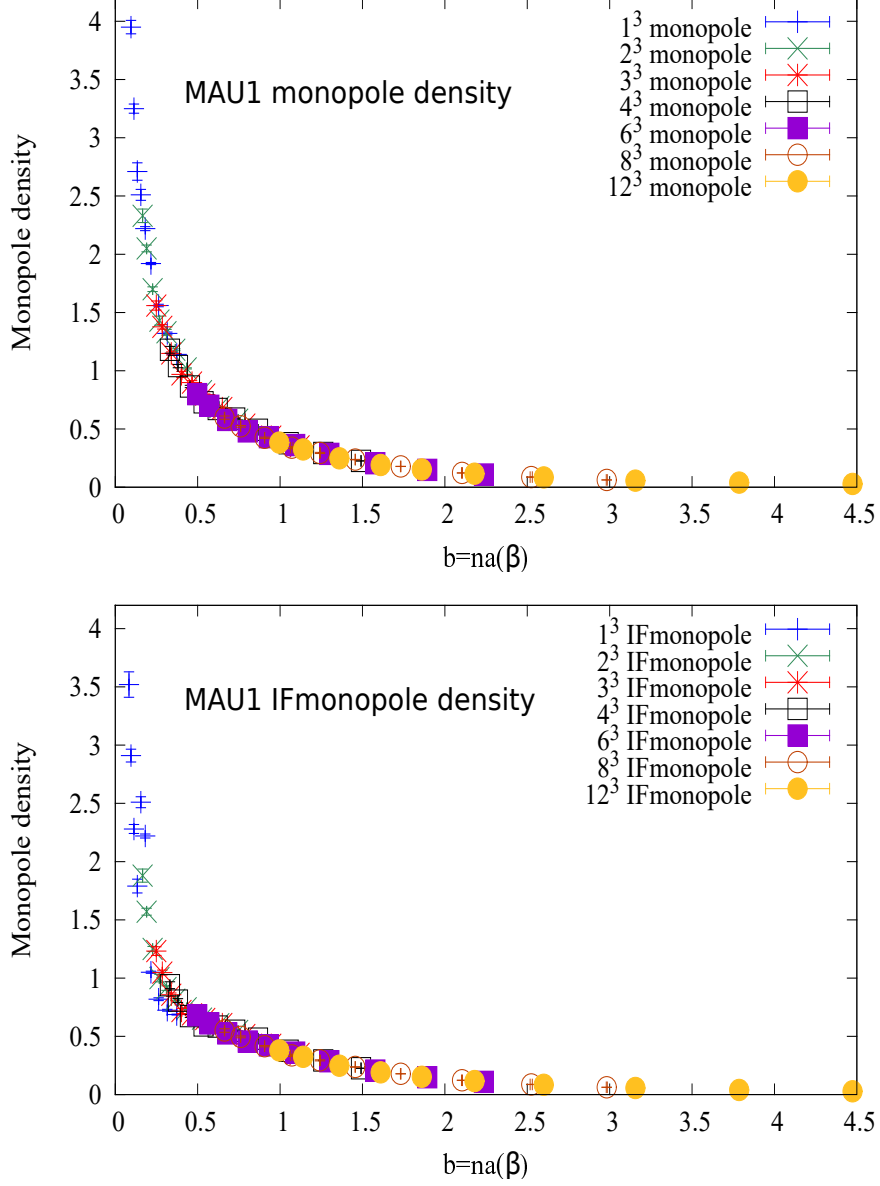 4
3.5
3
2.5
2
1.5
1
0.5
0
Monopole density
MAU1 monopole density
1³ monopole
2³ monopole
3³ monopole
4³ monopole
6³ monopole
8³ monopole
12³ monopole
0 0.5 1 1.5 2 2.5 3 3.5 4 4.5
b=na(β)
4
3.5
3
2.5
2
1.5
1
0.5
0
Monopole density
MAU1 IFmonopole density
1³ IFmonopole
2³ IFmonopole
3³ IFmonopole
4³ IFmonopole
6³ IFmonopole
8³ IFmonopole
12³ IFmonopole
0 0.5 1 1.5 2 2.5 3 3.5 4 4.5
b=na(β)